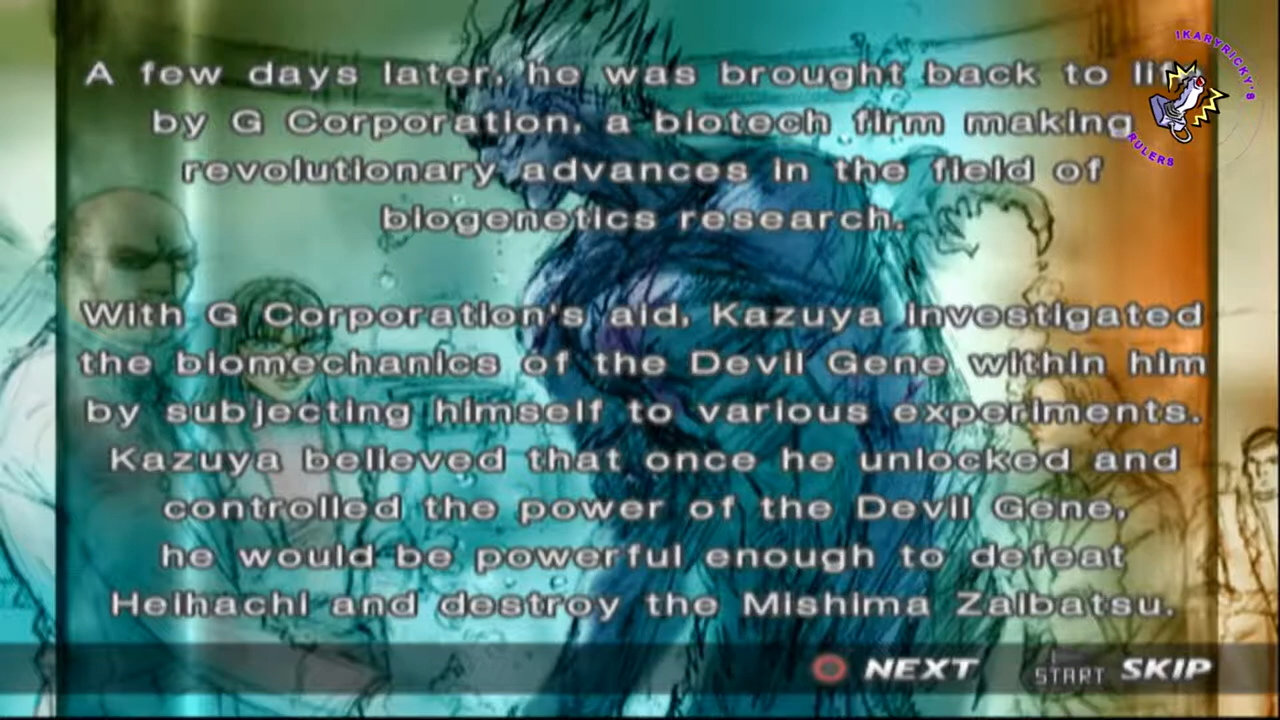 A few days later, he was brought back to life
by G Corporation, a biotech firm making
revolutionary advances in the field of
biogenetics research.
With G Corporation's aid, Kazuya investigated
the biomechanics of the Devil Gene within him
by subjecting himself to various experiments.
Kazuya believed that once he unlocked and
controlled the power of the Devil Gene,
he would be powerful enough to defeat
Heihachi and destroy the Mishima Zaibatsu.
NEXT START SKIP
IKARYRICKY'S
RULERS